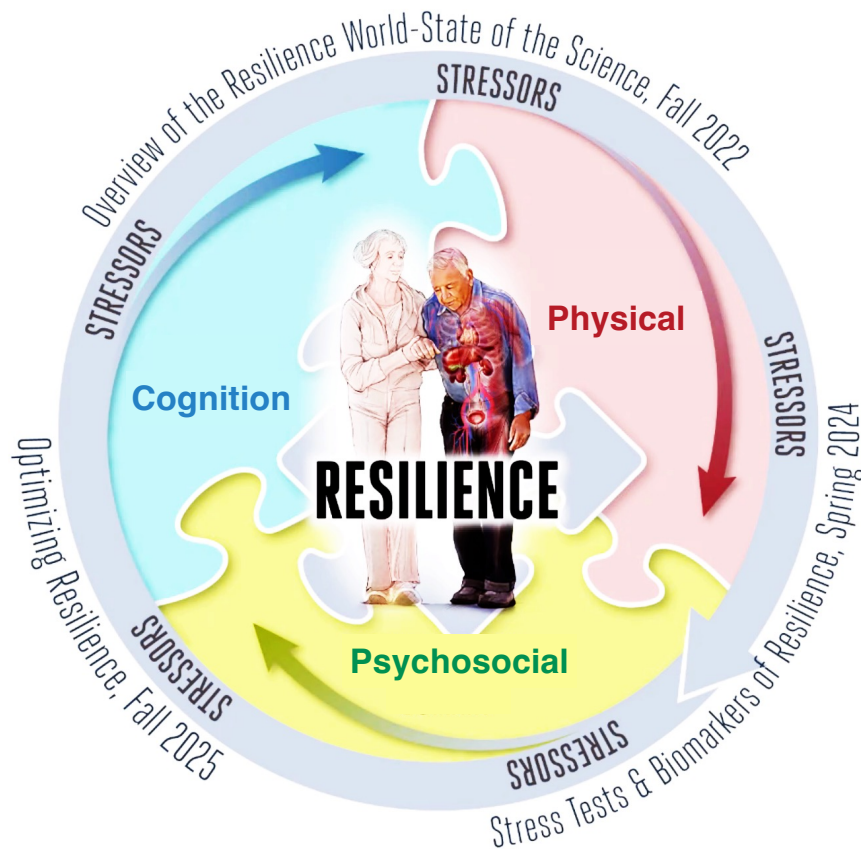 Overview of the Resilience World-State of the Science, Fall 2022
STRESSORS
STRESSORS
Physical
STRESSORS
Cognition
RESILIENCE
Stress Tests & Biomarkers of Resilience, Spring 2024
Optimizing Resilience, Fall 2025
STRESSORS
Psychosocial
STRESSORS